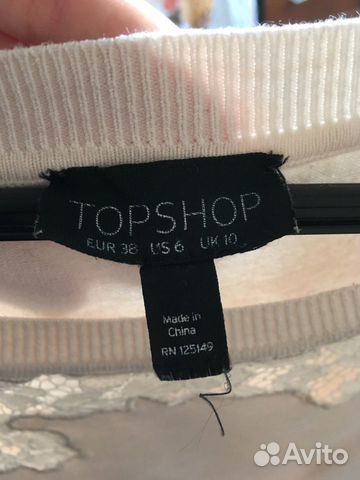 TOPSHOP
EUR 38 US 6 UK 10
Made in
China
RN 125149
Avito